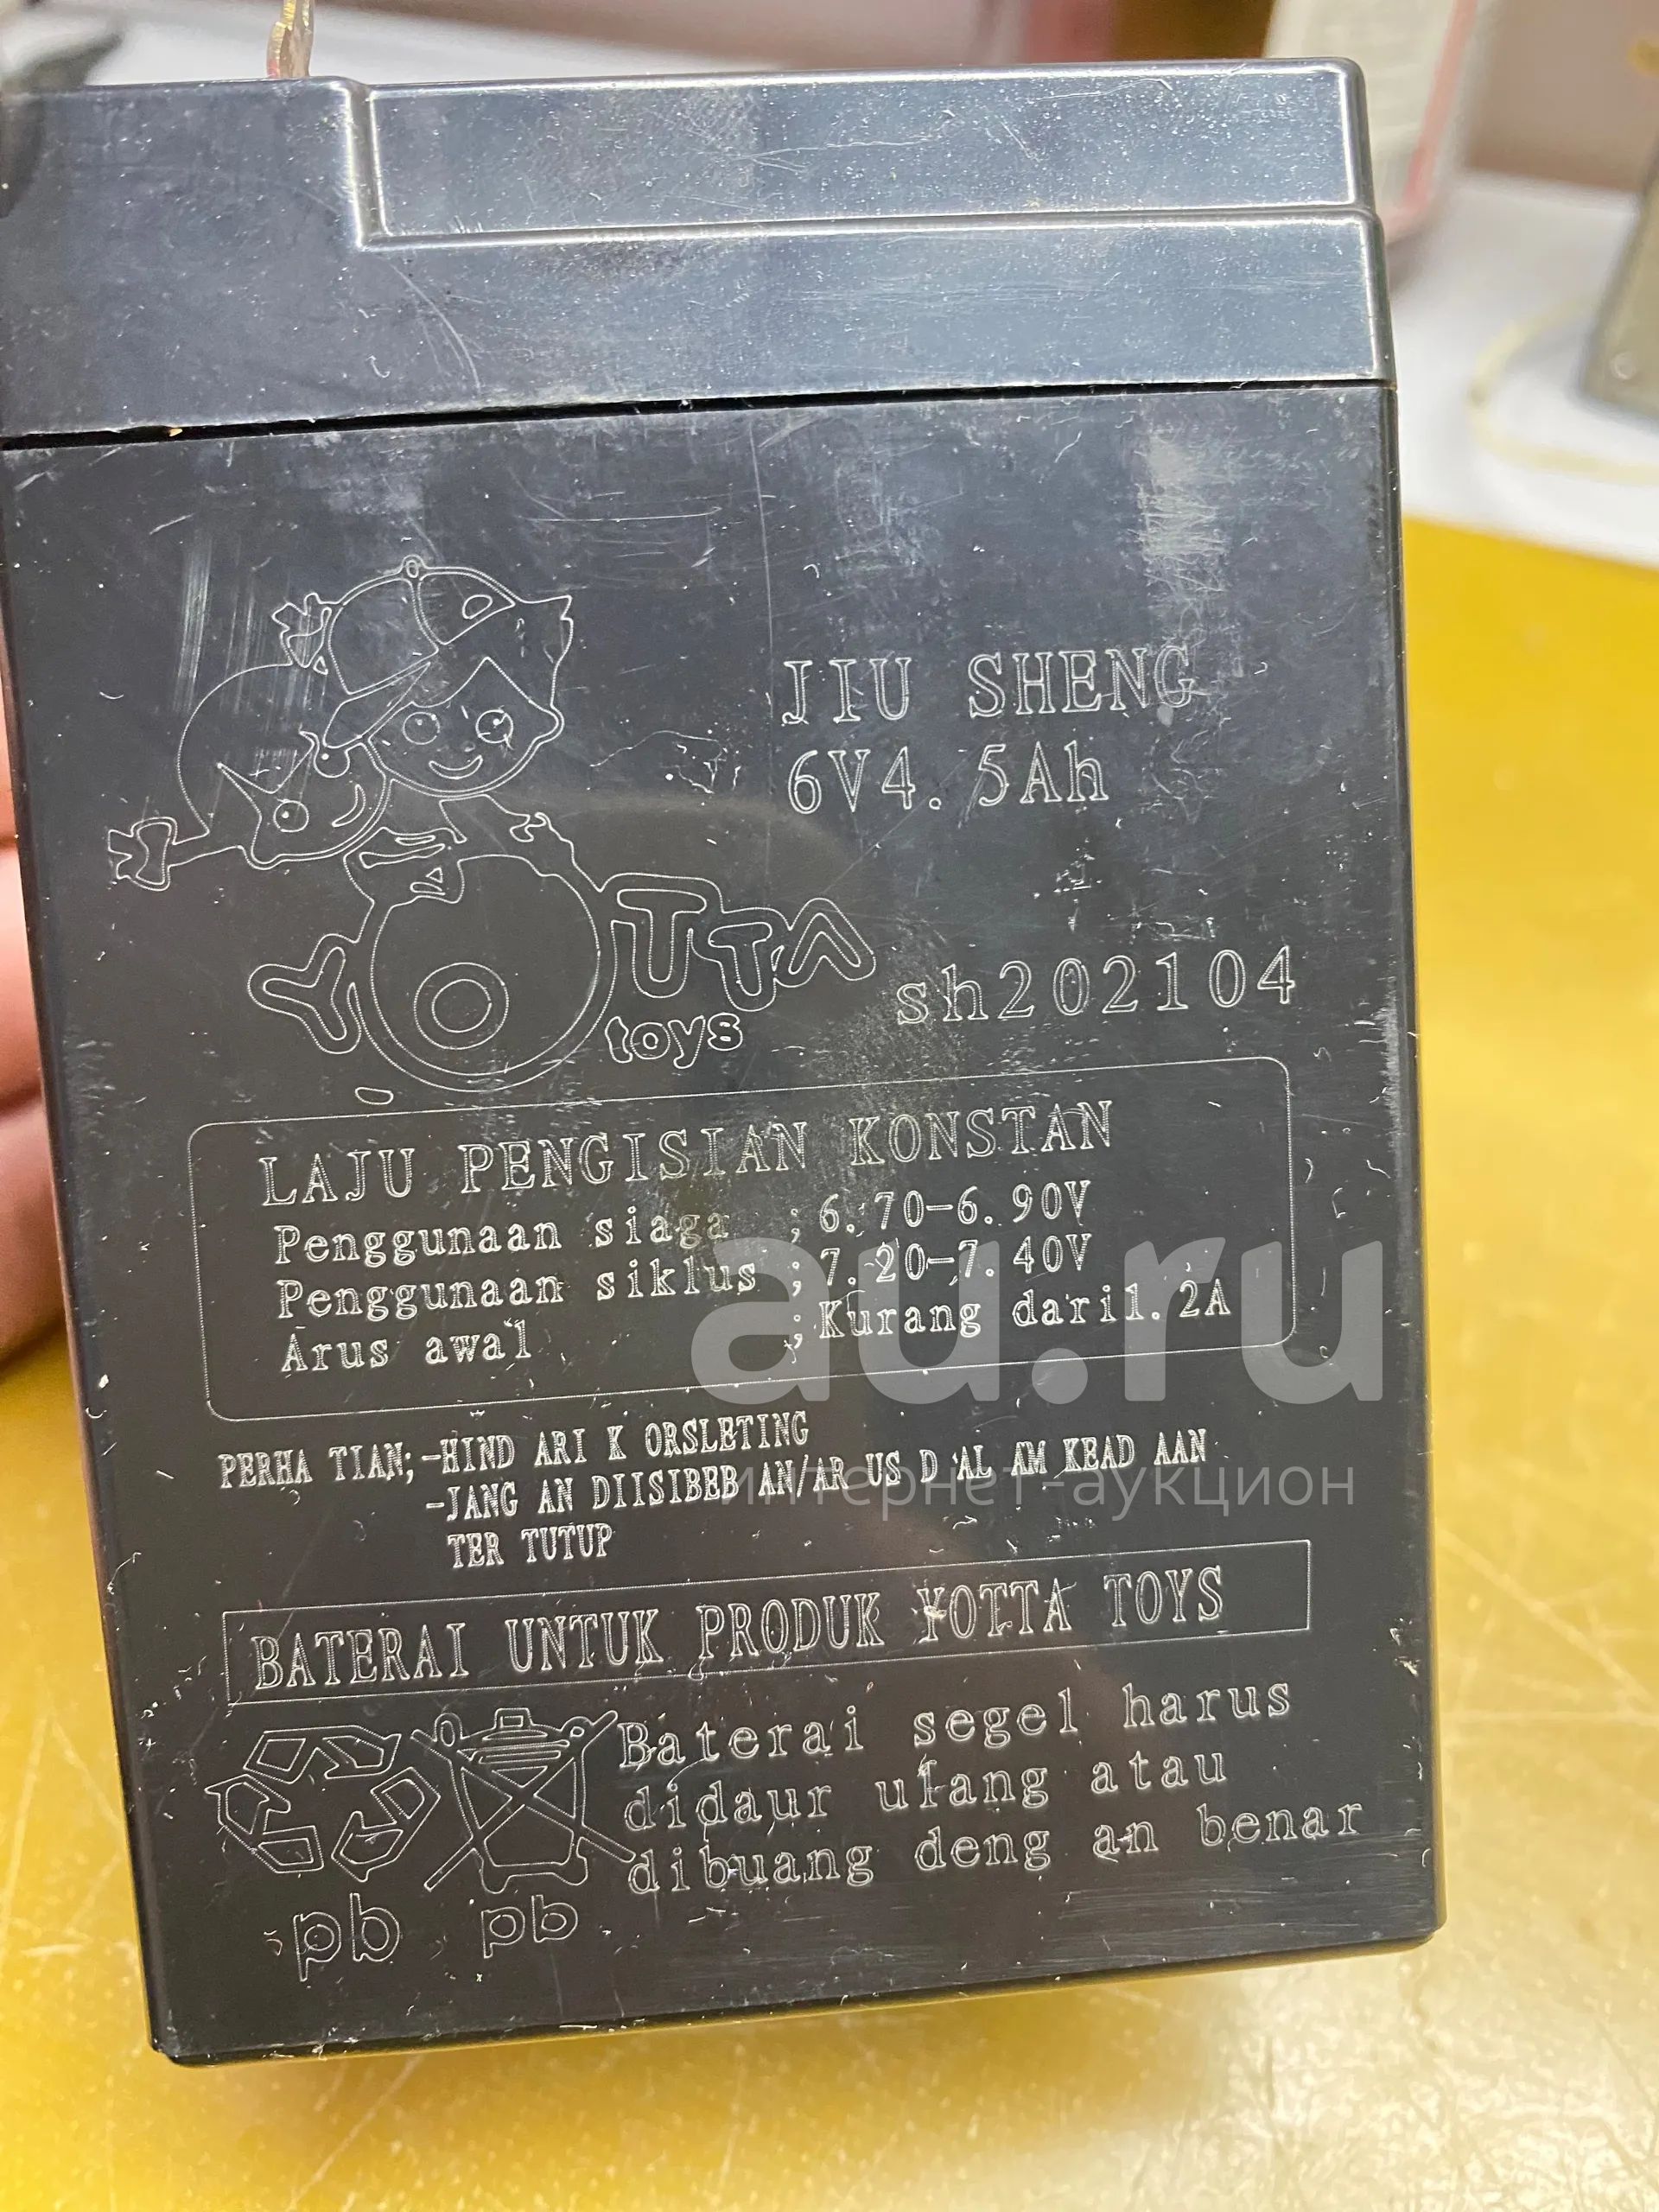 JIU SHENG
6V4.5Ah
YOTTA
toys
sh202104
LAJU PENGISIAN KONSTAN
Penggunaan siaga ;6.70-6.90V
Penggunaan siklus ;7.20-7.40V
Arus awal ;Kurang dari1.2A
PERHA TIAN;-HIND ARI K ORSLETING
-JANG AN DIISIBEB AN/AR US D AL AM KEAD AAN
TER TUTUP
BATERAI UNTUK PRODUK YOTTA TOYS
Baterai segel harus
didaur ulang atau
dibuang deng an benar
pb pb
au.ru
интернет-аукцион